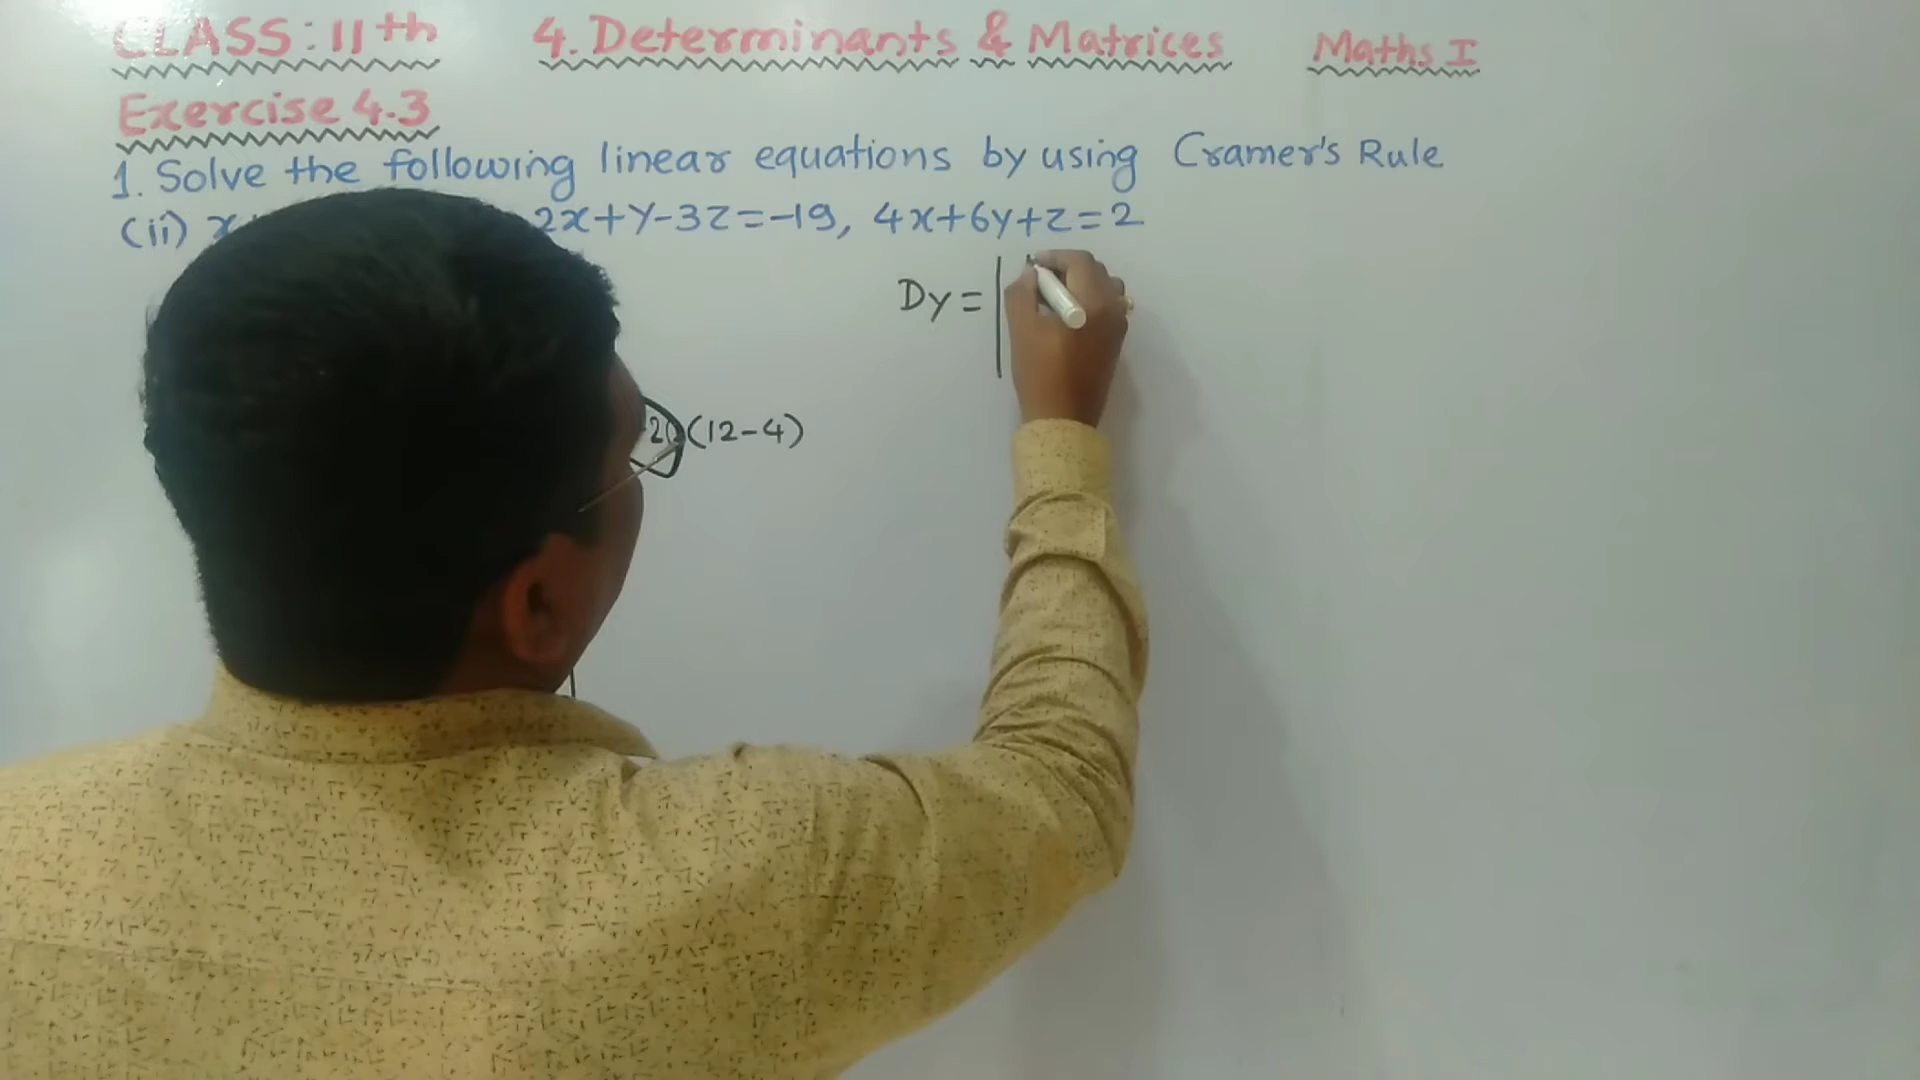 CLASS:11th 4. Determinants & Matrices Maths I
Exercise 4.3
1. Solve the following linear equations by using Cramer's Rule
(ii) x 2x+y-3z=-19, 4x+6y+z=2
Dy=
(12-4)